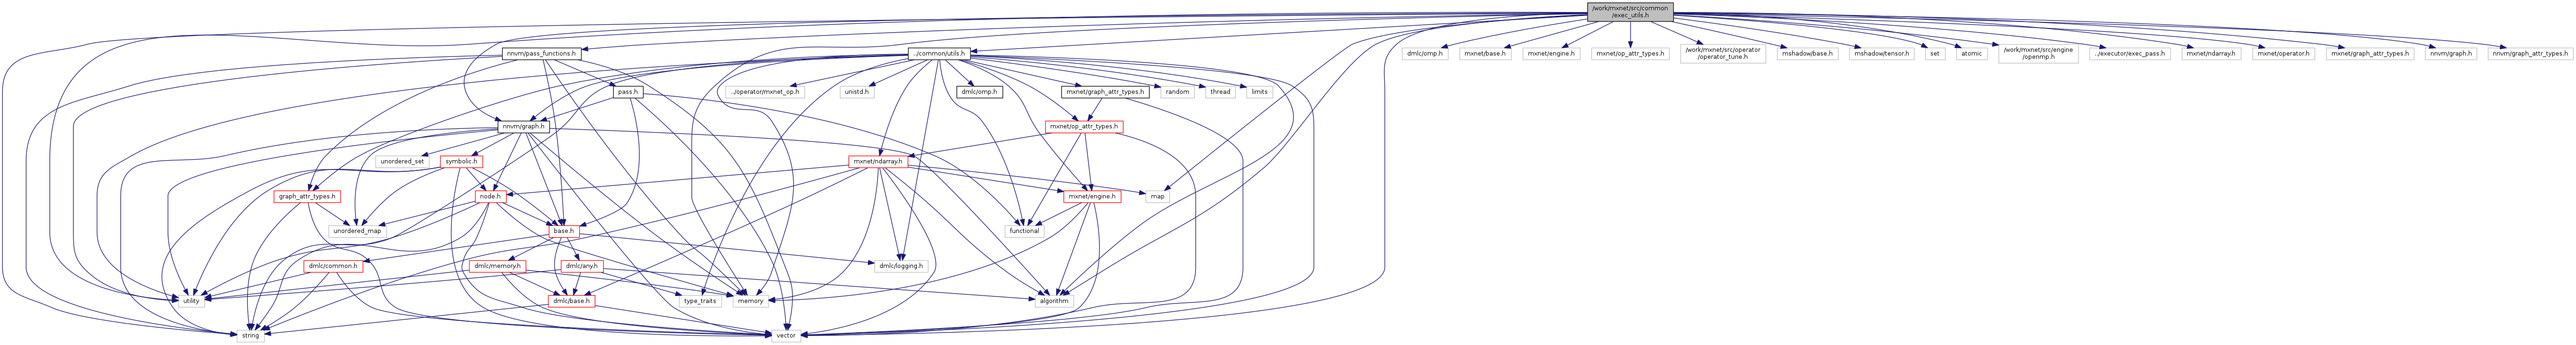 /work/mxnet/src/common
/exec_utils.h
nnvm/pass_functions.h
../common/utils.h
dmlc/omp.h
mxnet/base.h
mxnet/engine.h
mxnet/op_attr_types.h
/work/mxnet/src/operator
/operator_tune.h
mshadow/base.h
mshadow/tensor.h
set
atomic
/work/mxnet/src/engine
/openmp.h
../executor/exec_pass.h
mxnet/ndarray.h
mxnet/operator.h
mxnet/graph_attr_types.h
nnvm/graph.h
nnvm/graph_attr_types.h
pass.h
../operator/mxnet_op.h
unistd.h
dmlc/omp.h
mxnet/graph_attr_types.h
random
thread
limits
nnvm/graph.h
mxnet/op_attr_types.h
unordered_set
symbolic.h
mxnet/ndarray.h
graph_attr_types.h
node.h
mxnet/engine.h
map
unordered_map
base.h
functional
dmlc/common.h
dmlc/memory.h
dmlc/any.h
dmlc/logging.h
utility
dmlc/base.h
type_traits
memory
algorithm
string
vector